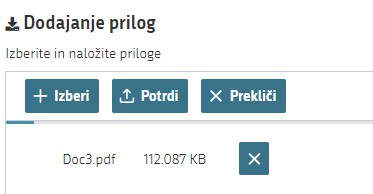 Dodajanje prilog
Izberite in naložite priloge
Izberi Potrdi Prekliči
Doc3.pdf 112.087 KB